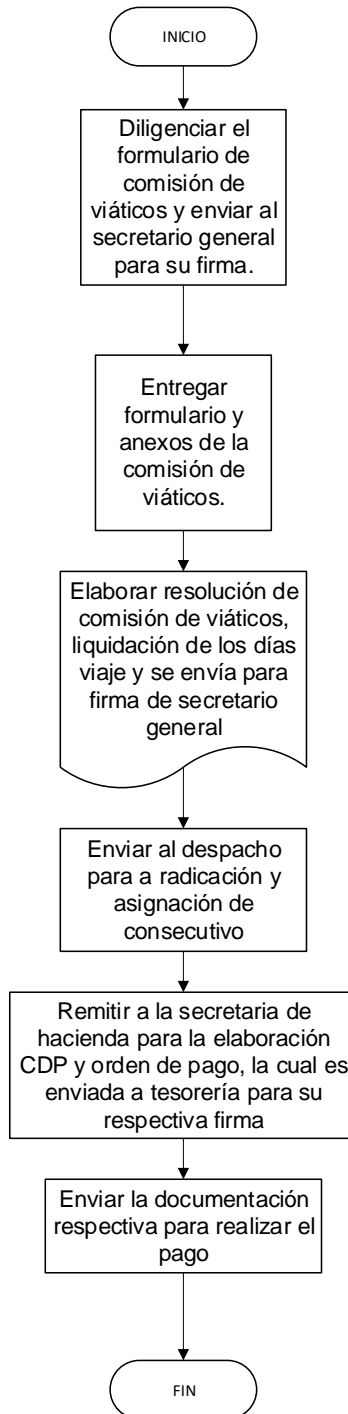 INICIO
Diligenciar el
formulario de
comisión de
viáticos y enviar al
secretario general
para su firma.
Entregar
formulario y
anexos de la
comisión de
viáticos.
Elaborar resolución de
comisión de viáticos,
liquidación de los días
viaje y se envía para
firma de secretario
general
Enviar al despacho
para a radicación y
asignación de
consecutivo
Remitir a la secretaria de
hacienda para la elaboración
CDP y orden de pago, la cual es
enviada a tesorería para su
respectiva firma
Enviar la documentación
respectiva para realizar el
pago
FIN